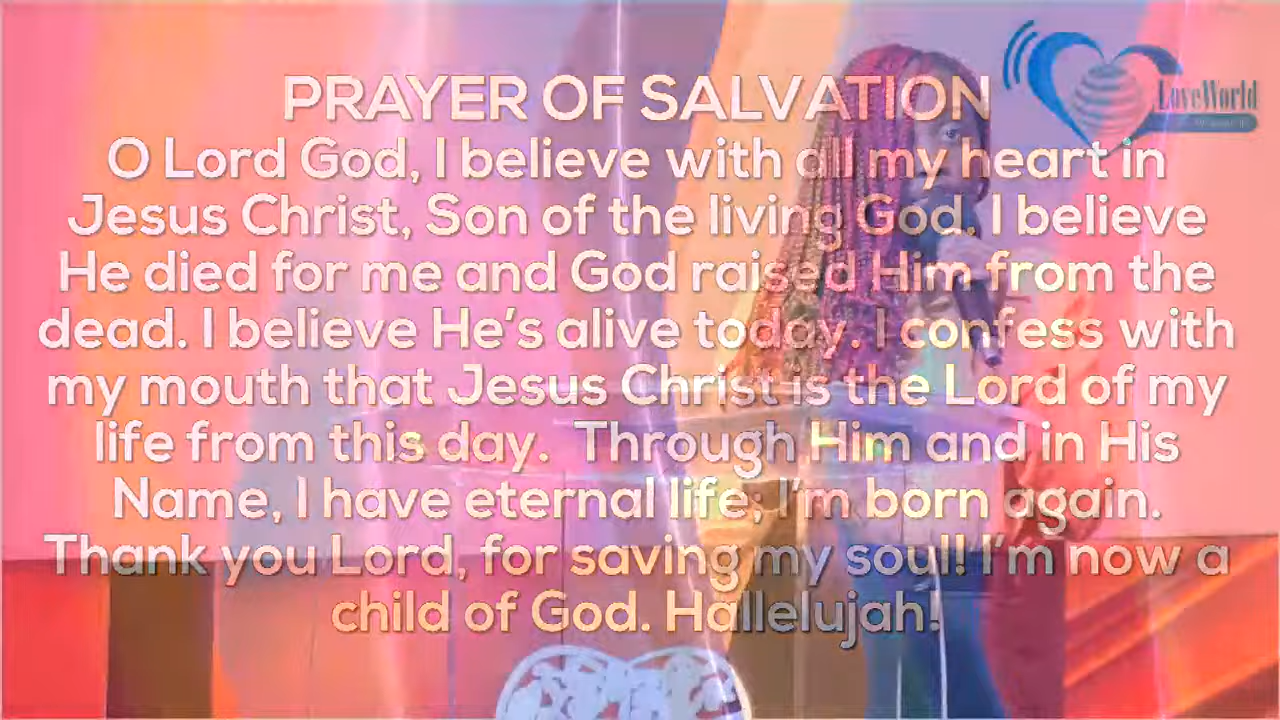 PRAYER OF SALVATION
LoveWorld
O Lord God, I believe with all my heart in
Jesus Christ, Son of the living God. I believe
He died for me and God raised Him from the
dead. I believe He's alive today. I confess with
my mouth that Jesus Christ is the Lord of my
life from this day.  Through Him and in His
Name, I have eternal life; I'm born again.
Thank you Lord, for saving my soul! I'm now a
child of God. Hallelujah!